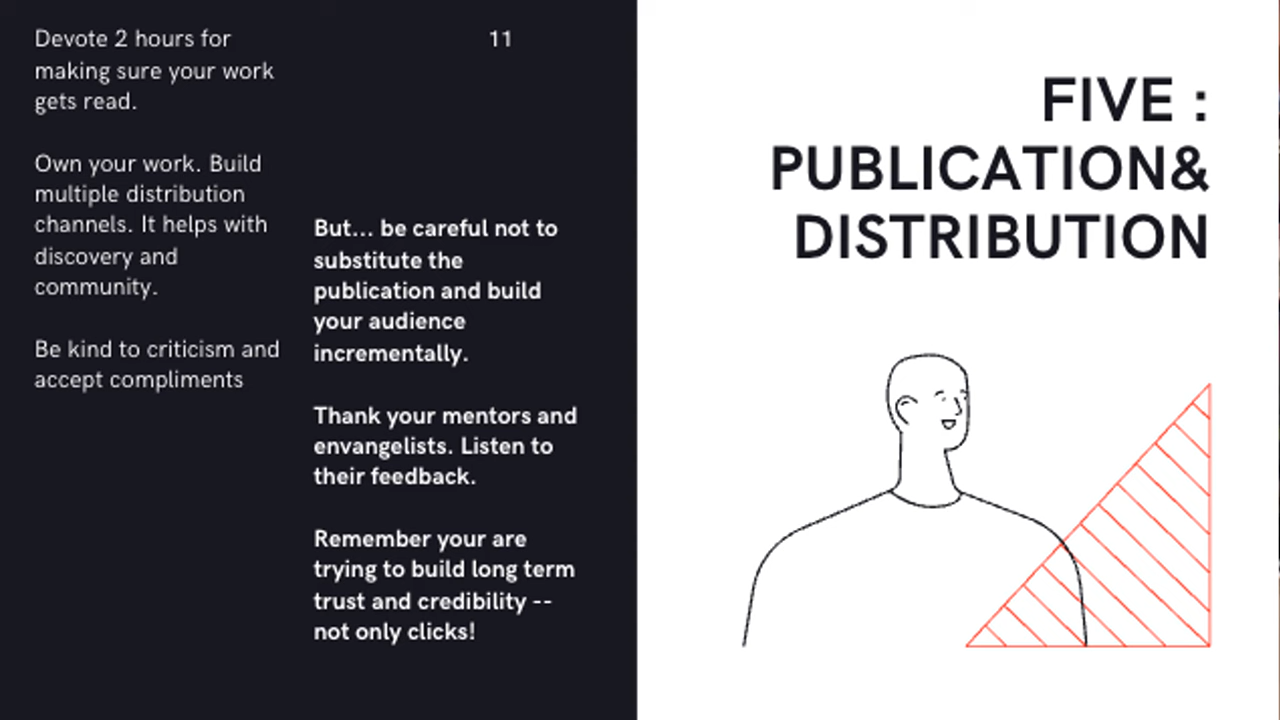 Devote 2 hours for
making sure your work
gets read.
Own your work. Build
multiple distribution
channels. It helps with
discovery and
community.
Be kind to criticism and
accept compliments
11
But... be careful not to
substitute the
publication and build
your audience
incrementally.
Thank your mentors and
envangelists. Listen to
their feedback.
Remember your are
trying to build long term
trust and credibility --
not only clicks!
FIVE :
PUBLICATION&
DISTRIBUTION